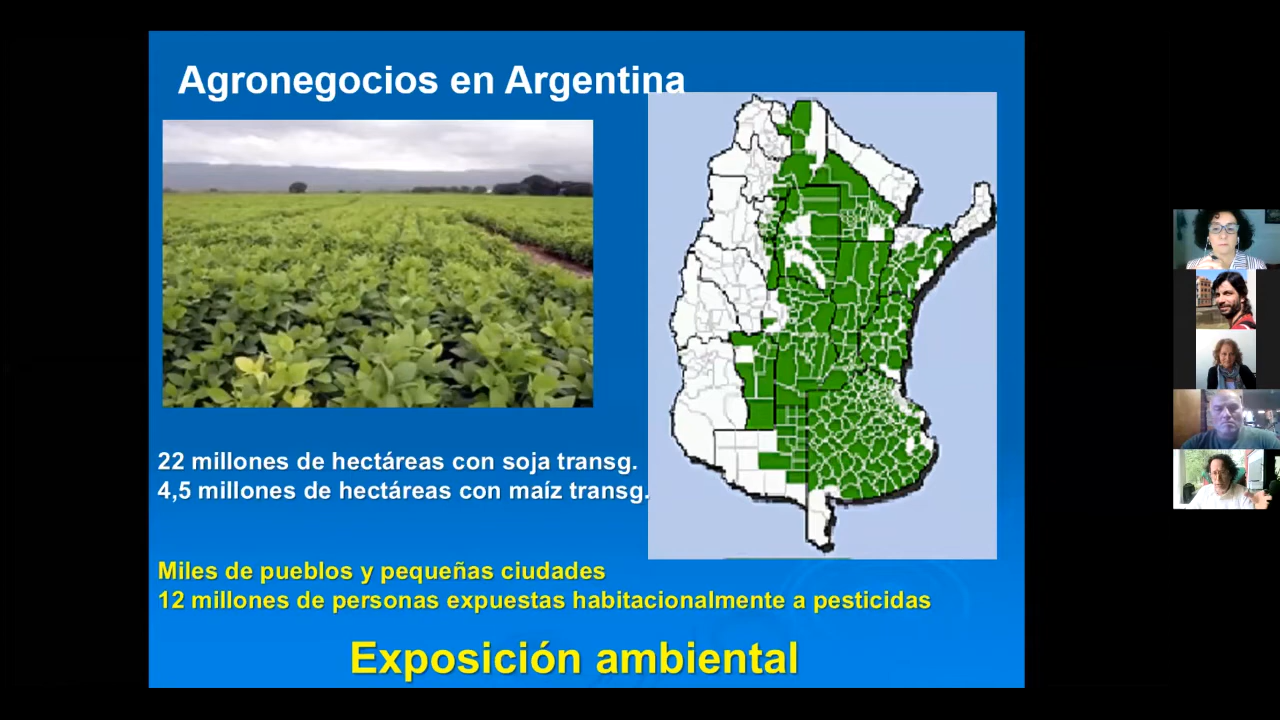 Agronegocios en Argentina
22 millones de hectáreas con soja transg.
4,5 millones de hectáreas con maíz transg.
Miles de pueblos y pequeñas ciudades
12 millones de personas expuestas habitacionalmente a pesticidas
Exposición ambiental